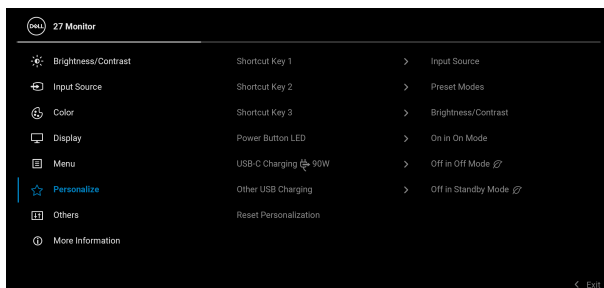 DELL 27 Monitor
Brightness/Contrast Shortcut Key 1 > Input Source
Input Source Shortcut Key 2 > Preset Modes
Color Shortcut Key 3 > Brightness/Contrast
Display Power Button LED > On in On Mode
Menu USB-C Charging 90W > Off in Off Mode
Personalize Other USB Charging > Off in Standby Mode
Others Reset Personalization
More Information
< Exit